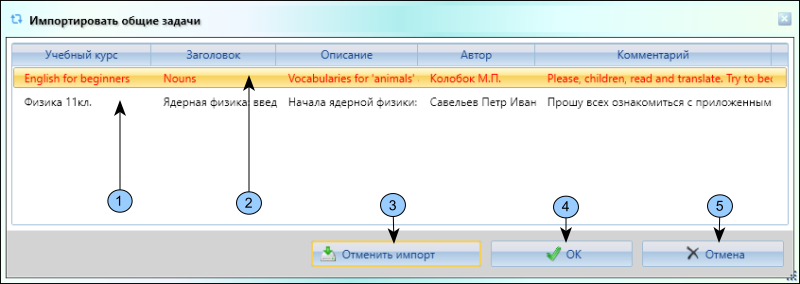 Импортировать общие задачи
Учебный курс Заголовок Описание Автор Комментарий
English for beginners Nouns Vocabularies for 'animals' Колобок М.П. Please, children, read and translate. Try to
Физика 11кл. Ядерная физика: введ Начала ядерной физики: Савельев Петр Иван Прошу всех ознакомиться с приложенным
1 2 3 4 5
Отменить импорт OK Отмена